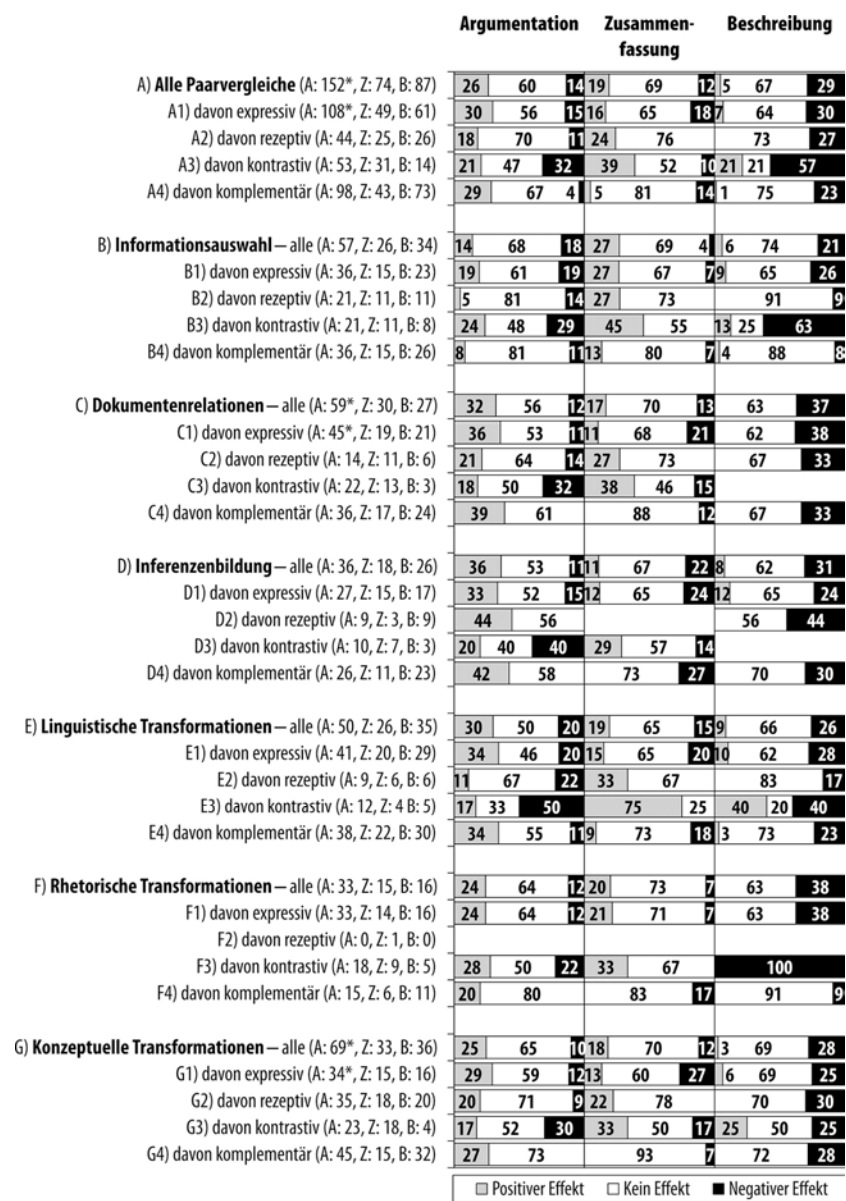 Argumentation Zusammen- Beschreibung
fassung
A) Alle Paarvergleiche (A: 152*, Z: 74, B: 87) 26 60 14 19 69 12 5 67 29
A1) davon expressiv (A: 108*, Z: 49, B: 61) 30 56 15 16 65 18 7 64 30
A2) davon rezeptiv (A: 44, Z: 25, B: 26) 18 70 11 24 76 73 27
A3) davon kontrastiv (A: 53, Z: 31, B: 14) 21 47 32 39 52 10 21 21 57
A4) davon komplementär (A: 98, Z: 43, B: 73) 29 67 4 5 81 14 1 75 23
B) Informationsauswahl – alle (A: 57, Z: 26, B: 34) 14 68 18 27 69 4 6 74 21
B1) davon expressiv (A: 36, Z: 15, B: 23) 19 61 19 27 67 7 9 65 26
B2) davon rezeptiv (A: 21, Z: 11, B: 11) 5 81 14 27 73 91 9
B3) davon kontrastiv (A: 21, Z: 11, B: 8) 24 48 29 45 55 13 25 63
B4) davon komplementär (A: 36, Z: 15, B: 26) 8 81 11 13 80 7 4 88 8
C) Dokumentenrelationen – alle (A: 59*, Z: 30, B: 27) 32 56 12 17 70 13 63 37
C1) davon expressiv (A: 45*, Z: 19, B: 21) 36 53 11 11 68 21 62 38
C2) davon rezeptiv (A: 14, Z: 11, B: 6) 21 64 14 27 73 67 33
C3) davon kontrastiv (A: 22, Z: 13, B: 3) 18 50 32 38 46 15
C4) davon komplementär (A: 36, Z: 17, B: 24) 39 61 88 12 67 33
D) Inferenzenbildung – alle (A: 36, Z: 18, B: 26) 36 53 11 11 67 22 8 62 31
D1) davon expressiv (A: 27, Z: 15, B: 17) 33 52 15 12 65 24 12 65 24
D2) davon rezeptiv (A: 9, Z: 3, B: 9) 44 56 56 44
D3) davon kontrastiv (A: 10, Z: 7, B: 3) 20 40 40 29 57 14
D4) davon komplementär (A: 26, Z: 11, B: 23) 42 58 73 27 70 30
E) Linguistische Transformationen – alle (A: 50, Z: 26, B: 35) 30 50 20 19 65 15 9 66 26
E1) davon expressiv (A: 41, Z: 20, B: 29) 34 46 20 15 65 20 10 62 28
E2) davon rezeptiv (A: 9, Z: 6, B: 6) 11 67 22 33 67 83 17
E3) davon kontrastiv (A: 12, Z: 4 B: 5) 17 33 50 75 25 40 20 40
E4) davon komplementär (A: 38, Z: 22, B: 30) 34 55 11 9 73 18 3 73 23
F) Rhetorische Transformationen – alle (A: 33, Z: 15, B: 16) 24 64 12 20 73 7 63 38
F1) davon expressiv (A: 33, Z: 14, B: 16) 24 64 12 21 71 7 63 38
F2) davon rezeptiv (A: 0, Z: 1, B: 0)
F3) davon kontrastiv (A: 18, Z: 9, B: 5) 28 50 22 33 67 100
F4) davon komplementär (A: 15, Z: 6, B: 11) 20 80 83 17 91 9
G) Konzeptuelle Transformationen – alle (A: 69*, Z: 33, B: 36) 25 65 10 18 70 12 3 69 28
G1) davon expressiv (A: 34*, Z: 15, B: 16) 29 59 12 13 60 27 6 69 25
G2) davon rezeptiv (A: 35, Z: 18, B: 20) 20 71 9 22 78 70 30
G3) davon kontrastiv (A: 23, Z: 18, B: 4) 17 52 30 33 50 17 25 50 25
G4) davon komplementär (A: 45, Z: 15, B: 32) 27 73 93 7 72 28
Positiver Effekt Kein Effekt Negativer Effekt